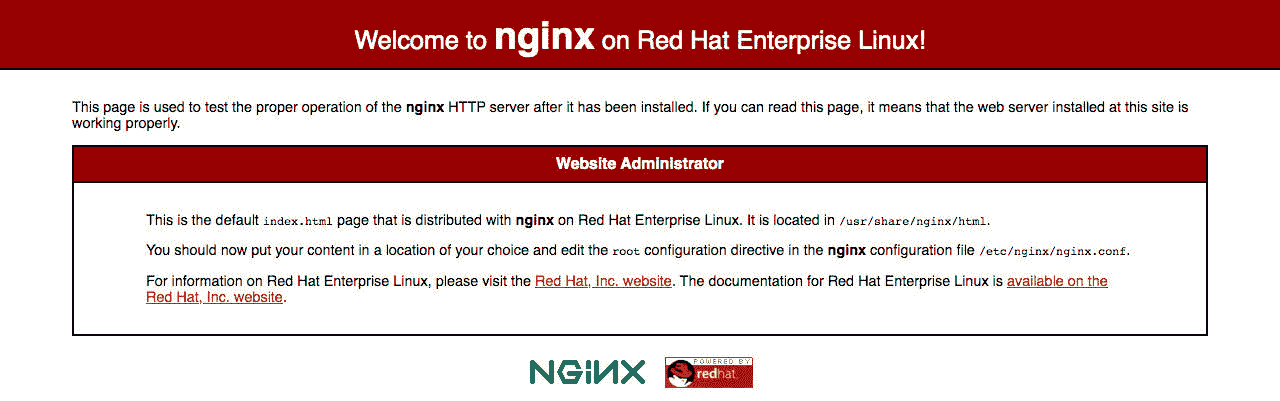 Welcome to nginx on Red Hat Enterprise Linux!
This page is used to test the proper operation of the nginx HTTP server after it has been installed. If you can read this page, it means that the web server installed at this site is
working properly.
Website Administrator
This is the default index.html page that is distributed with nginx on Red Hat Enterprise Linux. It is located in /usr/share/nginx/html.
You should now put your content in a location of your choice and edit the root configuration directive in the nginx configuration file /etc/nginx/nginx.conf.
For information on Red Hat Enterprise Linux, please visit the Red Hat, Inc. website. The documentation for Red Hat Enterprise Linux is available on the
Red Hat, Inc. website.
NGiNX
POWERED BY
redhat.